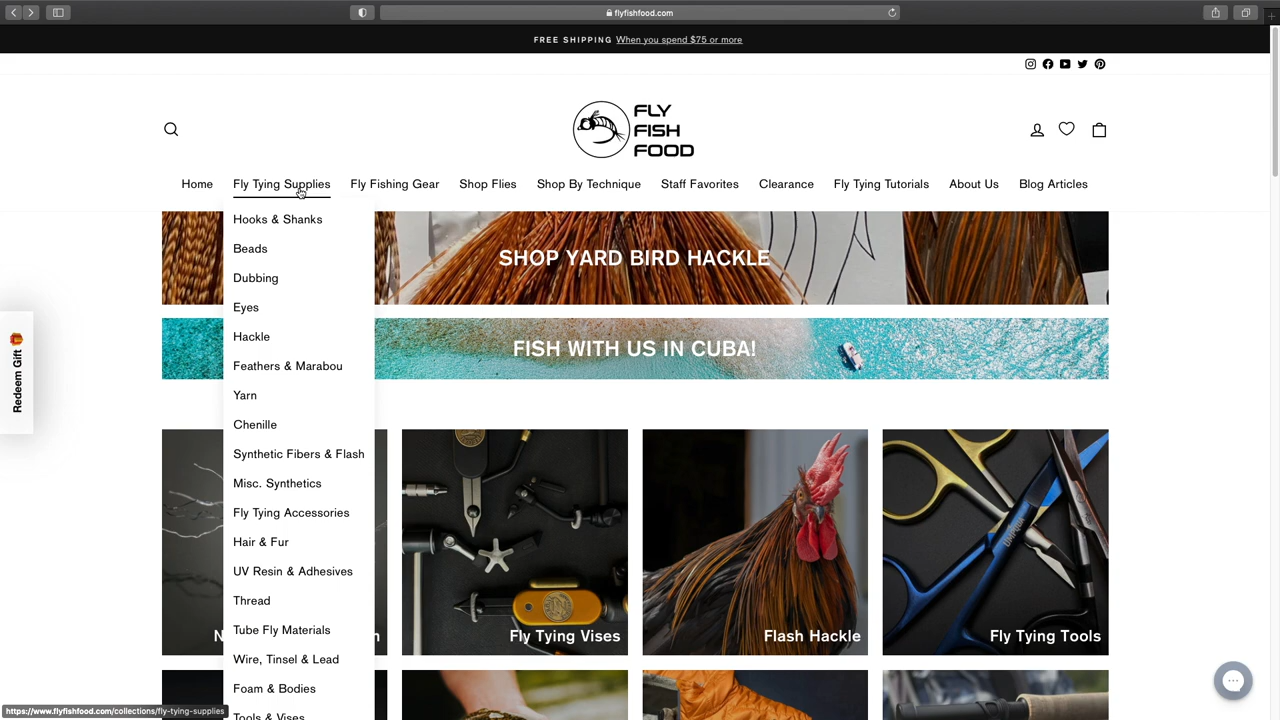 flyfishfood.com
FREE SHIPPING When you spend $75 or more
FLY
FISH
FOOD
Home Fly Tying Supplies Fly Fishing Gear Shop Flies Shop By Technique Staff Favorites Clearance Fly Tying Tutorials About Us Blog Articles
Hooks & Shanks
Beads
Dubbing
Eyes
Hackle
Feathers & Marabou
Yarn
Chenille
Synthetic Fibers & Flash
Misc. Synthetics
Fly Tying Accessories
Hair & Fur
UV Resin & Adhesives
Thread
Tube Fly Materials
Wire, Tinsel & Lead
Foam & Bodies
Tools & Vises
SHOP YARD BIRD HACKLE
FISH WITH US IN CUBA!
Redeem Gift
Fly Tying Vises
Flash Hackle
Fly Tying Tools
https://www.flyfishfood.com/collections/fly-tying-supplies